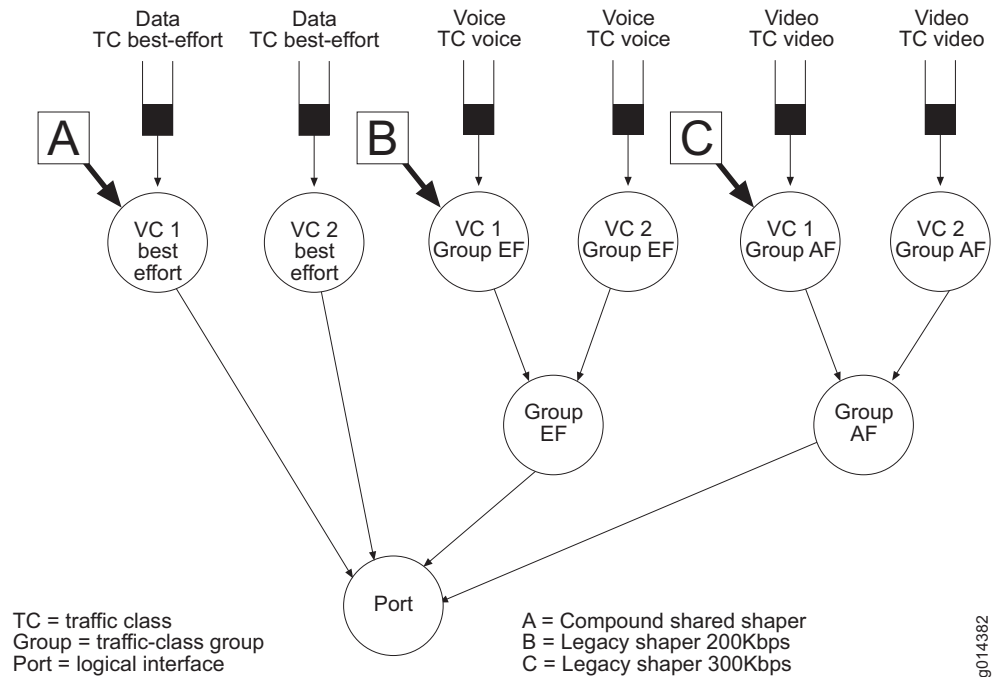 Data
TC best-effort
Data
TC best-effort
Voice
TC voice
Voice
TC voice
Video
TC video
Video
TC video
A
B
C
VC 1
best
effort
VC 2
best
effort
VC 1
Group EF
VC 2
Group EF
VC 1
Group AF
VC 2
Group AF
Group
EF
Group
AF
Port
TC = traffic class
Group = traffic-class group
Port = logical interface
A = Compound shared shaper
B = Legacy shaper 200Kbps
C = Legacy shaper 300Kbps
g014382